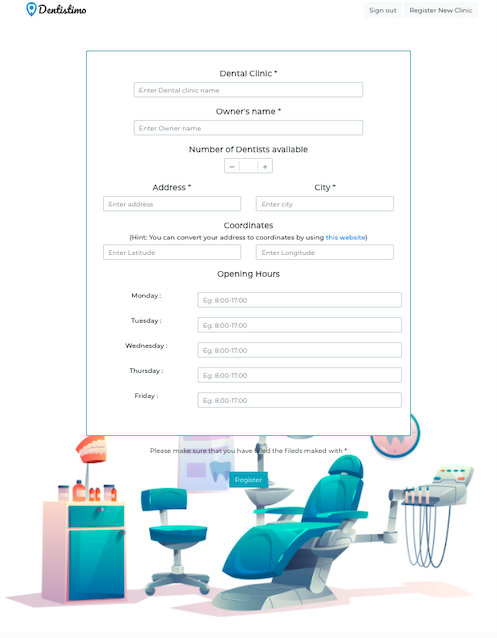 Dentistimo
Sign out Register New Clinic
Dental Clinic *
Enter Dental clinic name
Owner's name *
Enter Owner name
Number of Dentists available
− +
Address * City *
Enter address Enter city
Coordinates
(Hint: You can convert your address to coordinates by using this website)
Enter Latitude Enter Longitude
Opening Hours
Monday : Eg: 8:00-17:00
Tuesday : Eg: 8:00-17:00
Wednesday : Eg: 8:00-17:00
Thursday : Eg: 8:00-17:00
Friday : Eg: 8:00-17:00
Please make sure that you have filled the fileds maked with *
Register